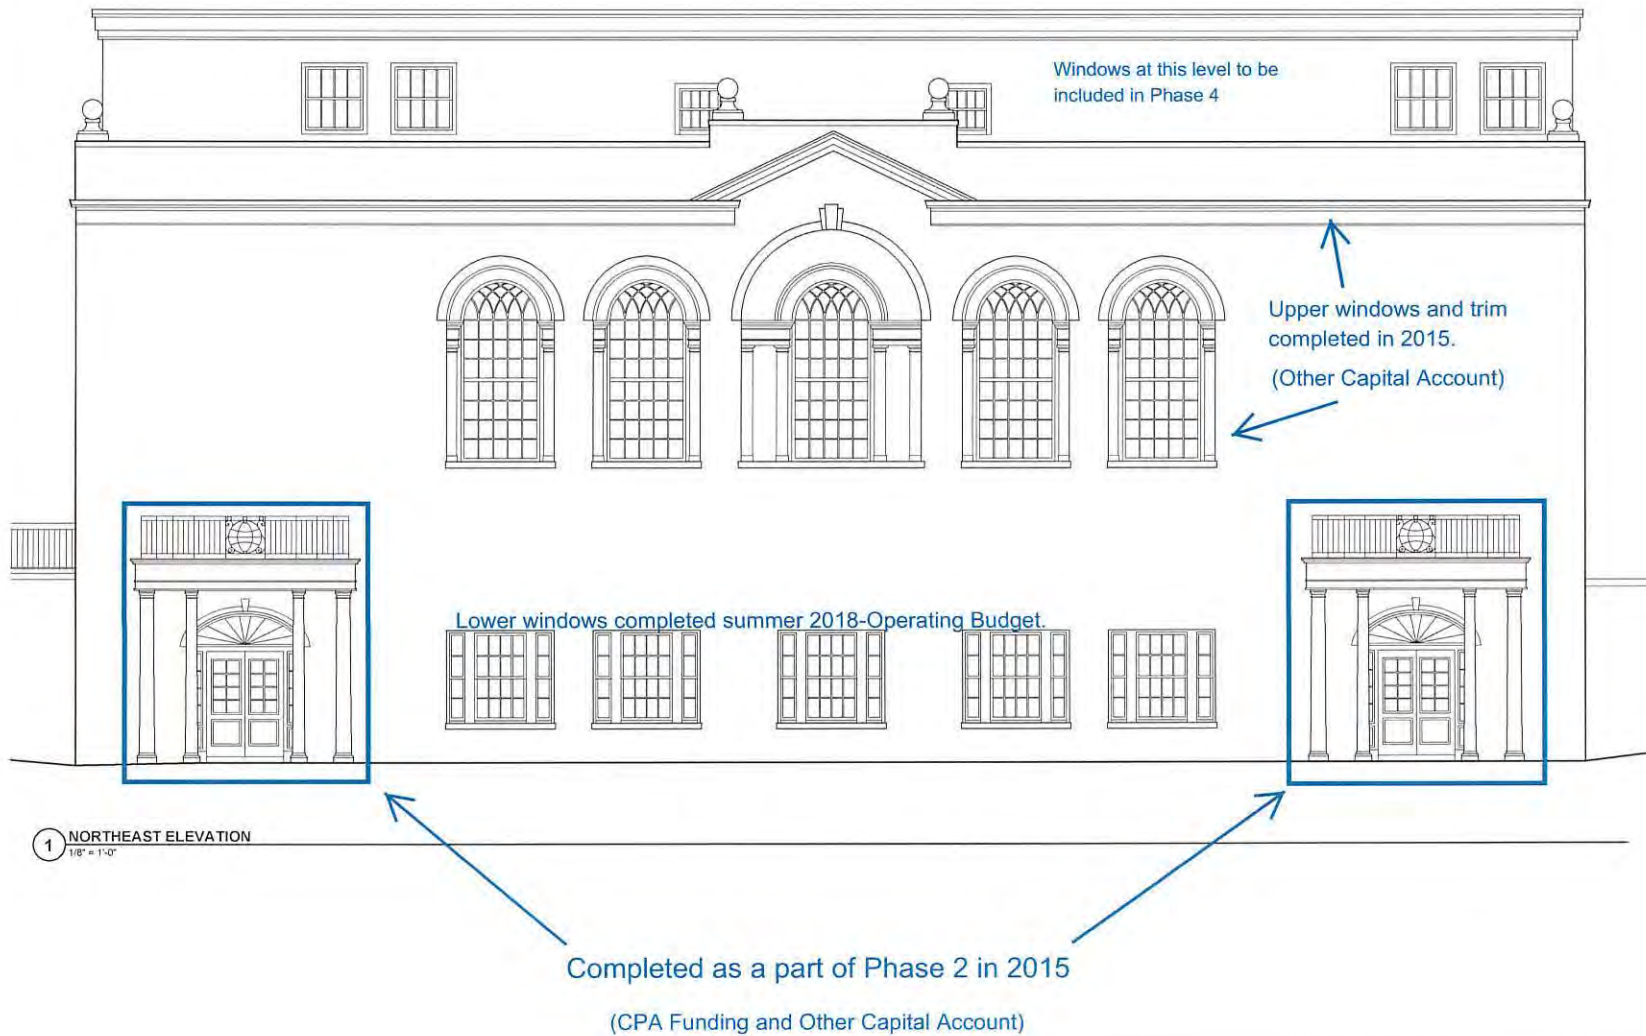 Windows at this level to be
included in Phase 4
Upper windows and trim
completed in 2015.
(Other Capital Account)
Lower windows completed summer 2018-Operating Budget.
1 NORTHEAST ELEVATION
1/8" = 1'-0"
Completed as a part of Phase 2 in 2015
(CPA Funding and Other Capital Account)